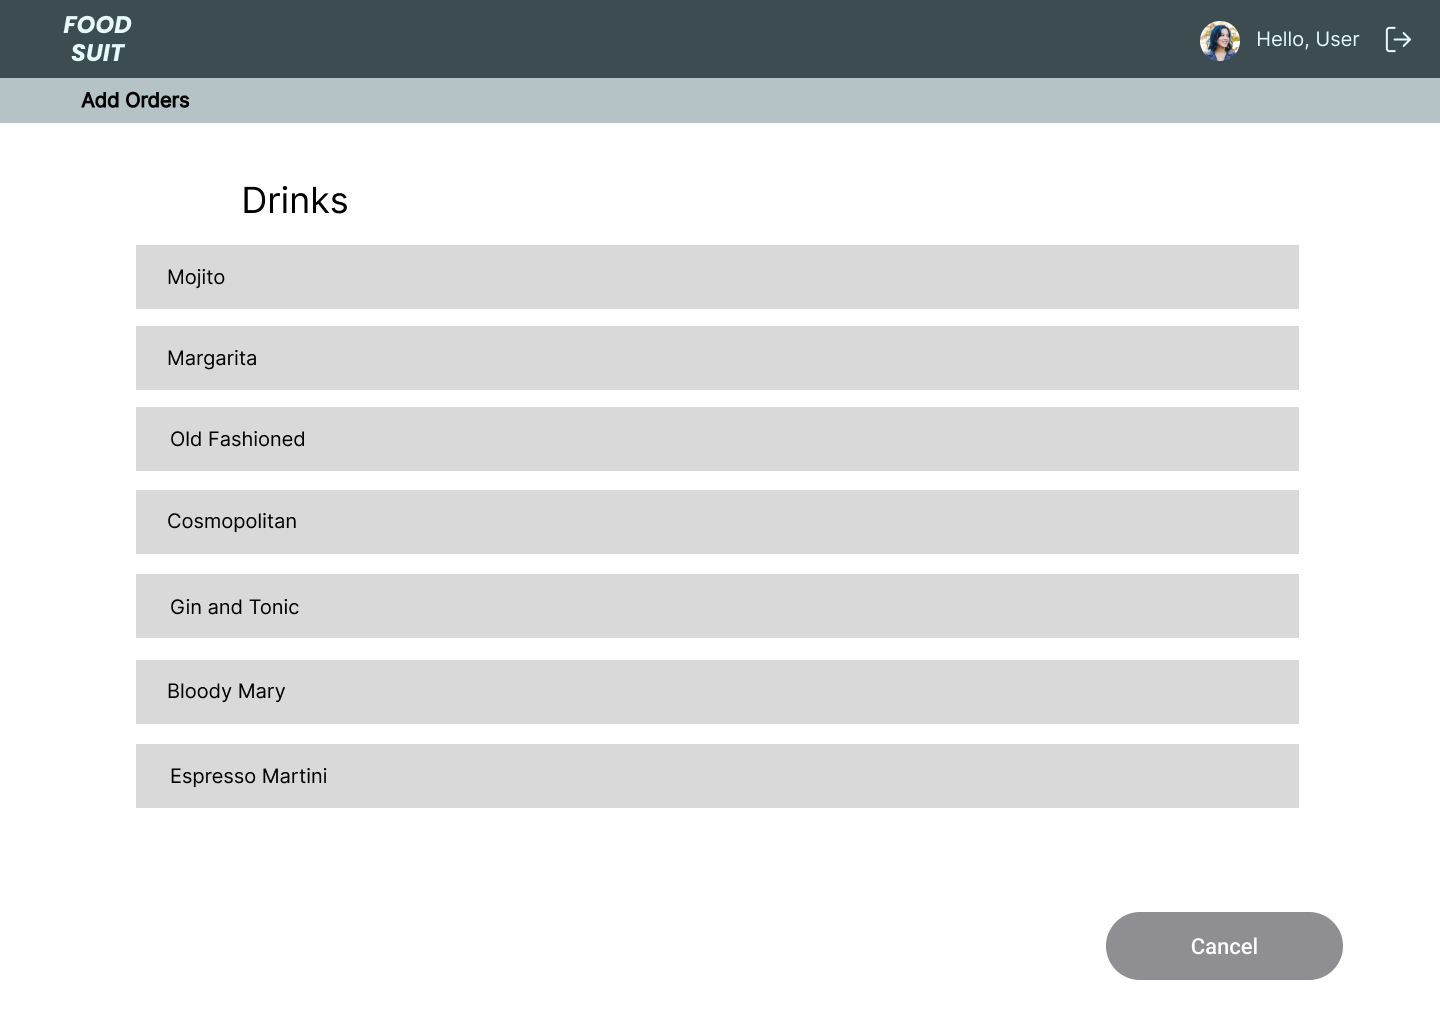 FOOD
SUIT
Hello, User
Add Orders
Drinks
Mojito
Margarita
Old Fashioned
Cosmopolitan
Gin and Tonic
Bloody Mary
Espresso Martini
Cancel